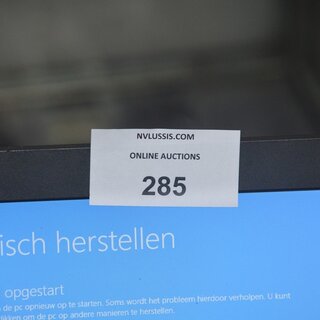 NVLUSSIS.COM
ONLINE AUCTIONS
285
isch herstellen
opgestart
de pc opnieuw op te starten. Soms wordt het probleem hierdoor verholpen. U kunt
klikken om de pc op andere manieren te herstellen.